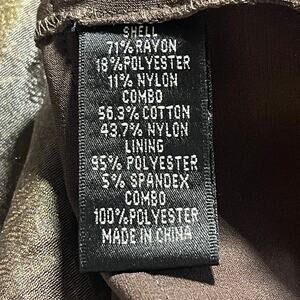 SHELL
71% RAYON
18% POLYESTER
11% NYLON
COMBO
56.3% COTTON
43.7% NYLON
LINING
95% POLYESTER
5% SPANDEX
COMBO
100% POLYESTER
MADE IN CHINA